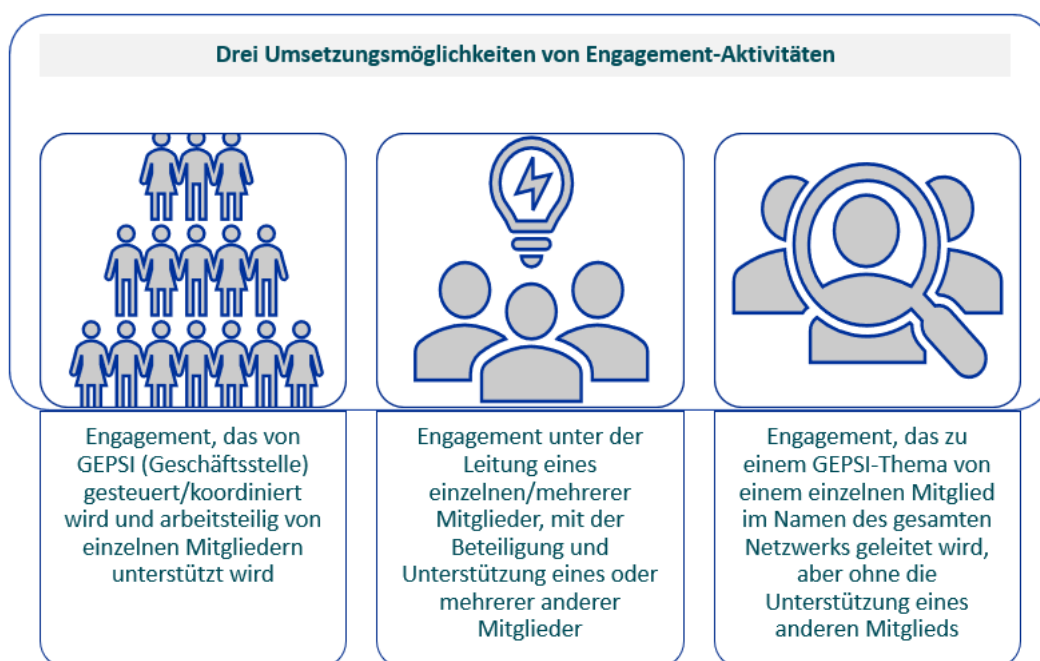 Drei Umsetzungsmöglichkeiten von Engagement-Aktivitäten
Engagement, das von
GEPSI (Geschäftsstelle)
gesteuert/koordiniert
wird und arbeitsteilig von
einzelnen Mitgliedern
unterstützt wird
Engagement unter der
Leitung eines
einzelnen/mehrerer
Mitglieder, mit der
Beteiligung und
Unterstützung eines oder
mehrerer anderer
Mitglieder
Engagement, das zu
einem GEPSI-Thema von
einem einzelnen Mitglied
im Namen des gesamten
Netzwerks geleitet wird,
aber ohne die
Unterstützung eines
anderen Mitglieds